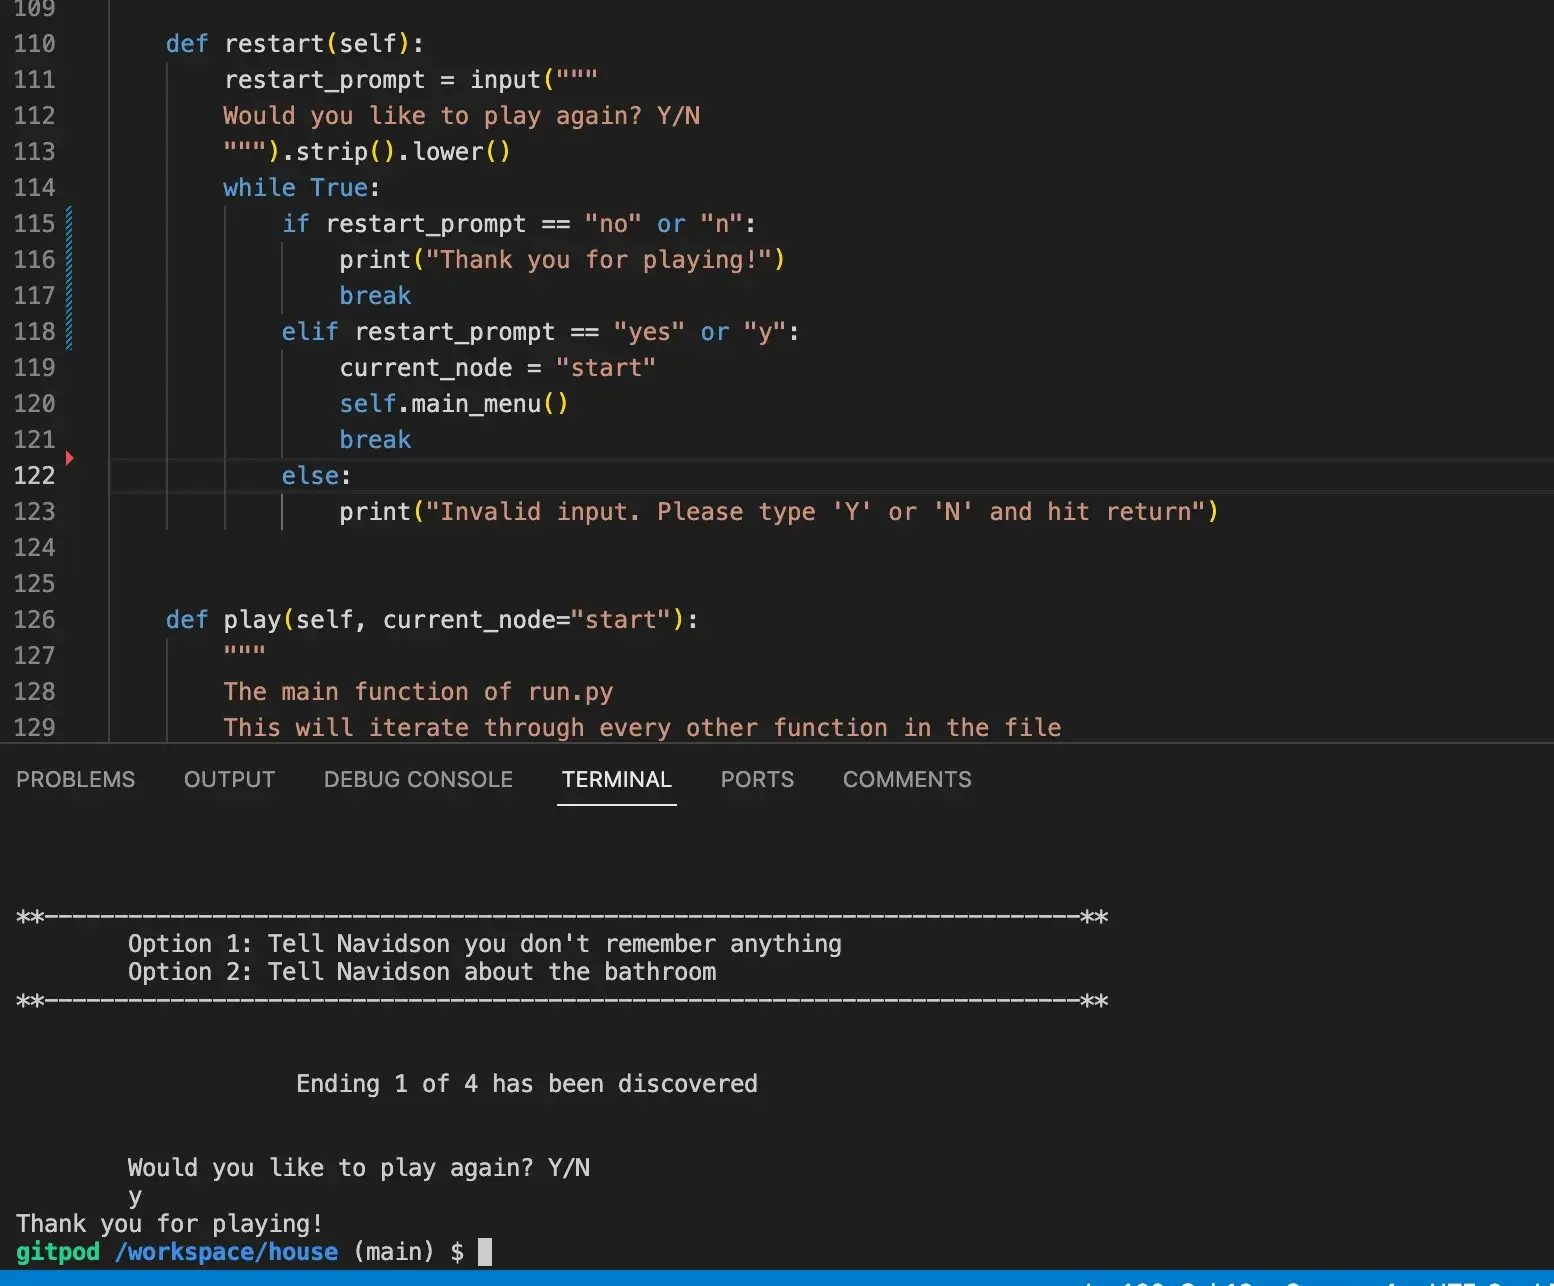 109
110 def restart(self):
111 restart_prompt = input("""
112 Would you like to play again? Y/N
113 """).strip().lower()
114 while True:
115 if restart_prompt == "no" or "n":
116 print("Thank you for playing!")
117 break
118 elif restart_prompt == "yes" or "y":
119 current_node = "start"
120 self.main_menu()
121 break
122 else:
123 print("Invalid input. Please type 'Y' or 'N' and hit return")
124
125
126 def play(self, current_node="start"):
127 """
128 The main function of run.py
129 This will iterate through every other function in the file
PROBLEMS OUTPUT DEBUG CONSOLE TERMINAL PORTS COMMENTS
**--------------------------------------------------------------------------**
Option 1: Tell Navidson you don't remember anything
Option 2: Tell Navidson about the bathroom
**--------------------------------------------------------------------------**
Ending 1 of 4 has been discovered
Would you like to play again? Y/N
y
Thank you for playing!
gitpod /workspace/house (main) $